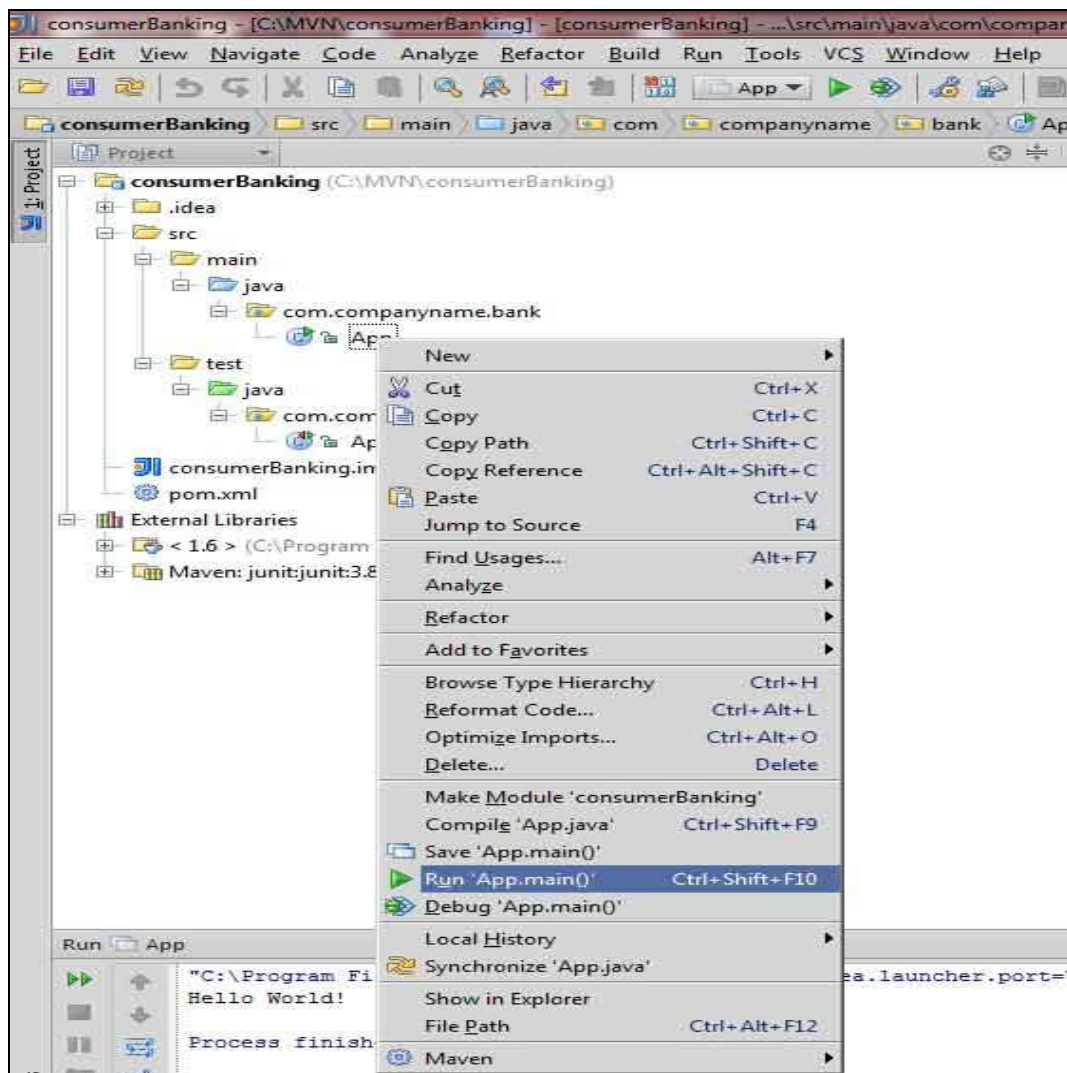 consumerBanking - [C:\MVN\consumerBanking] - [consumerBanking] - ...\src\main\java\com\compar
File Edit View Navigate Code Analyze Refactor Build Run Tools VCS Window Help
App
consumerBanking src main java com companyname bank Ap
1: Project
Project
consumerBanking (C:\MVN\consumerBanking)
.idea
src
main
java
com.companyname.bank
App
test
java
com.com
Ap
consumerBanking.im
pom.xml
External Libraries
< 1.6 > (C:\Program
Maven: junit:junit:3.8
New
Cut Ctrl+X
Copy Ctrl+C
Copy Path Ctrl+Shift+C
Copy Reference Ctrl+Alt+Shift+C
Paste Ctrl+V
Jump to Source F4
Find Usages... Alt+F7
Analyze
Refactor
Add to Favorites
Browse Type Hierarchy Ctrl+H
Reformat Code... Ctrl+Alt+L
Optimize Imports... Ctrl+Alt+O
Delete... Delete
Make Module 'consumerBanking'
Compile 'App.java' Ctrl+Shift+F9
Save 'App.main()'
Run 'App.main()' Ctrl+Shift+F10
Debug 'App.main()'
Local History
Synchronize 'App.java'
Show in Explorer
File Path Ctrl+Alt+F12
Maven
Run App
"C:\Program Fi ea.launcher.port=
Hello World!
Process finish